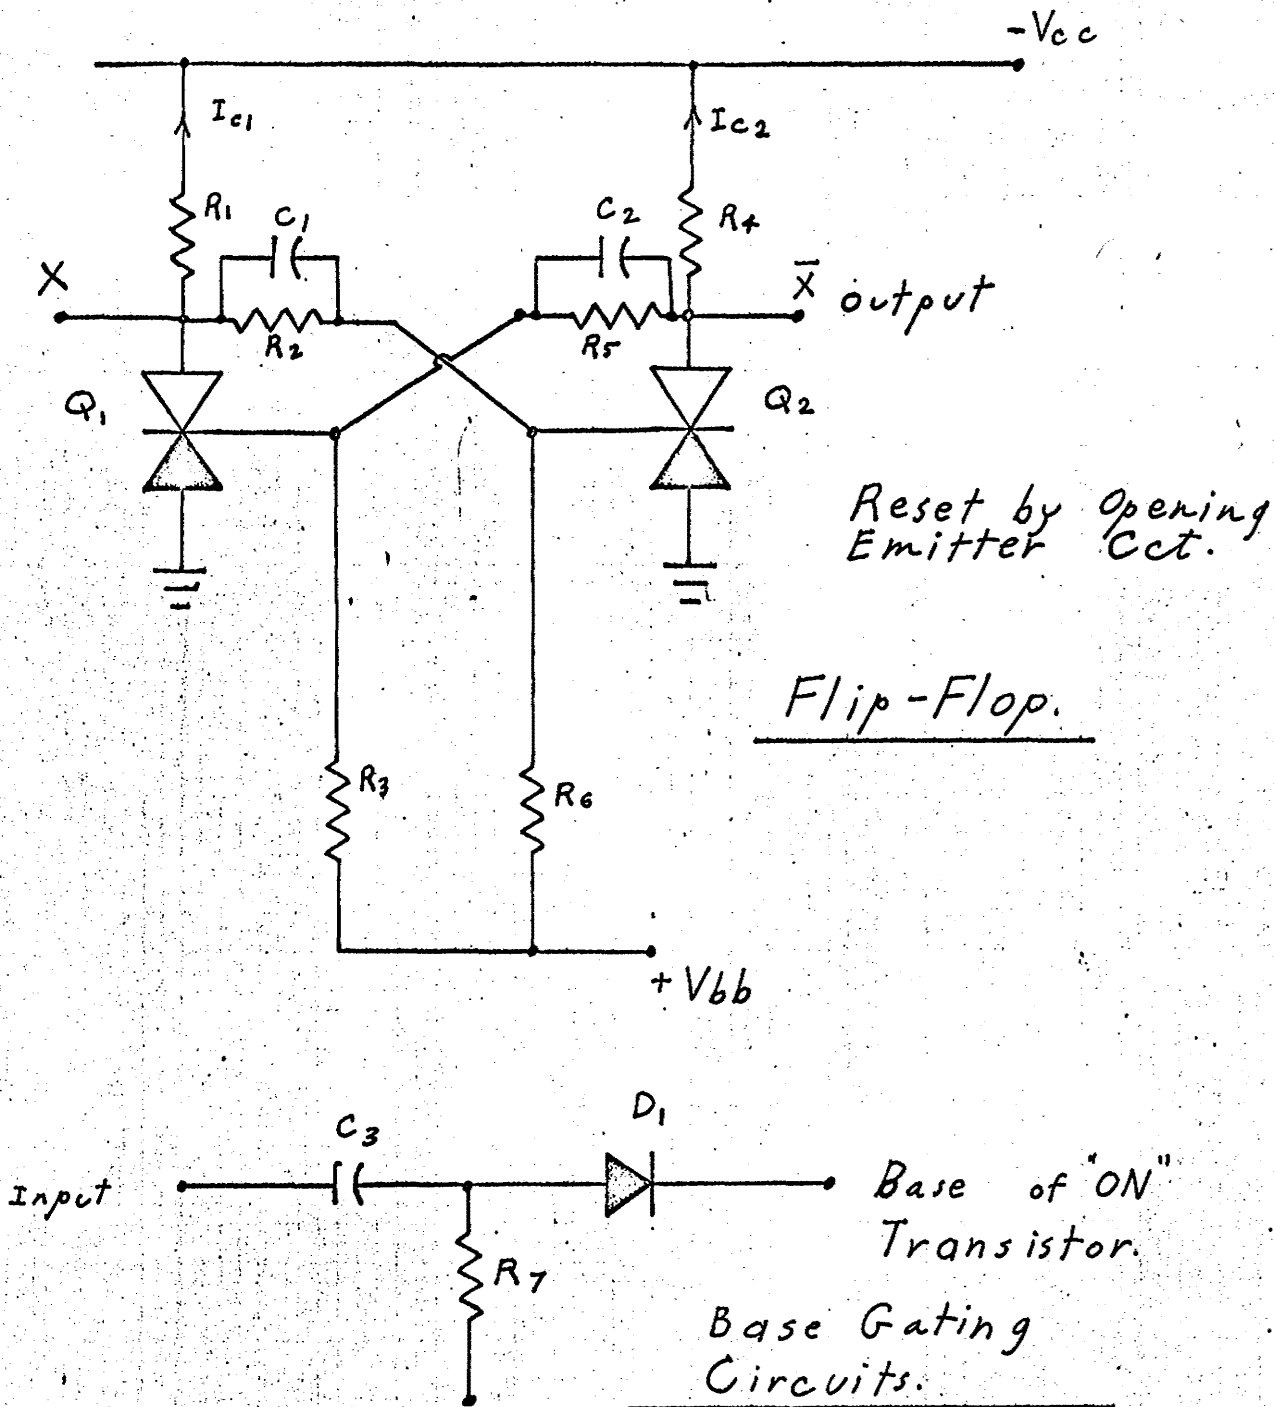 -Vcc
Ic1
Ic2
R1
C1
C2
R4
X
X̅ output
R2
R5
Q1
Q2
Reset by Opening
Emitter Cct.
Flip-Flop.
R3
R6
+ Vbb
C3
D1
Input
Base of "ON"
Transistor.
R7
Base Gating
Circuits.